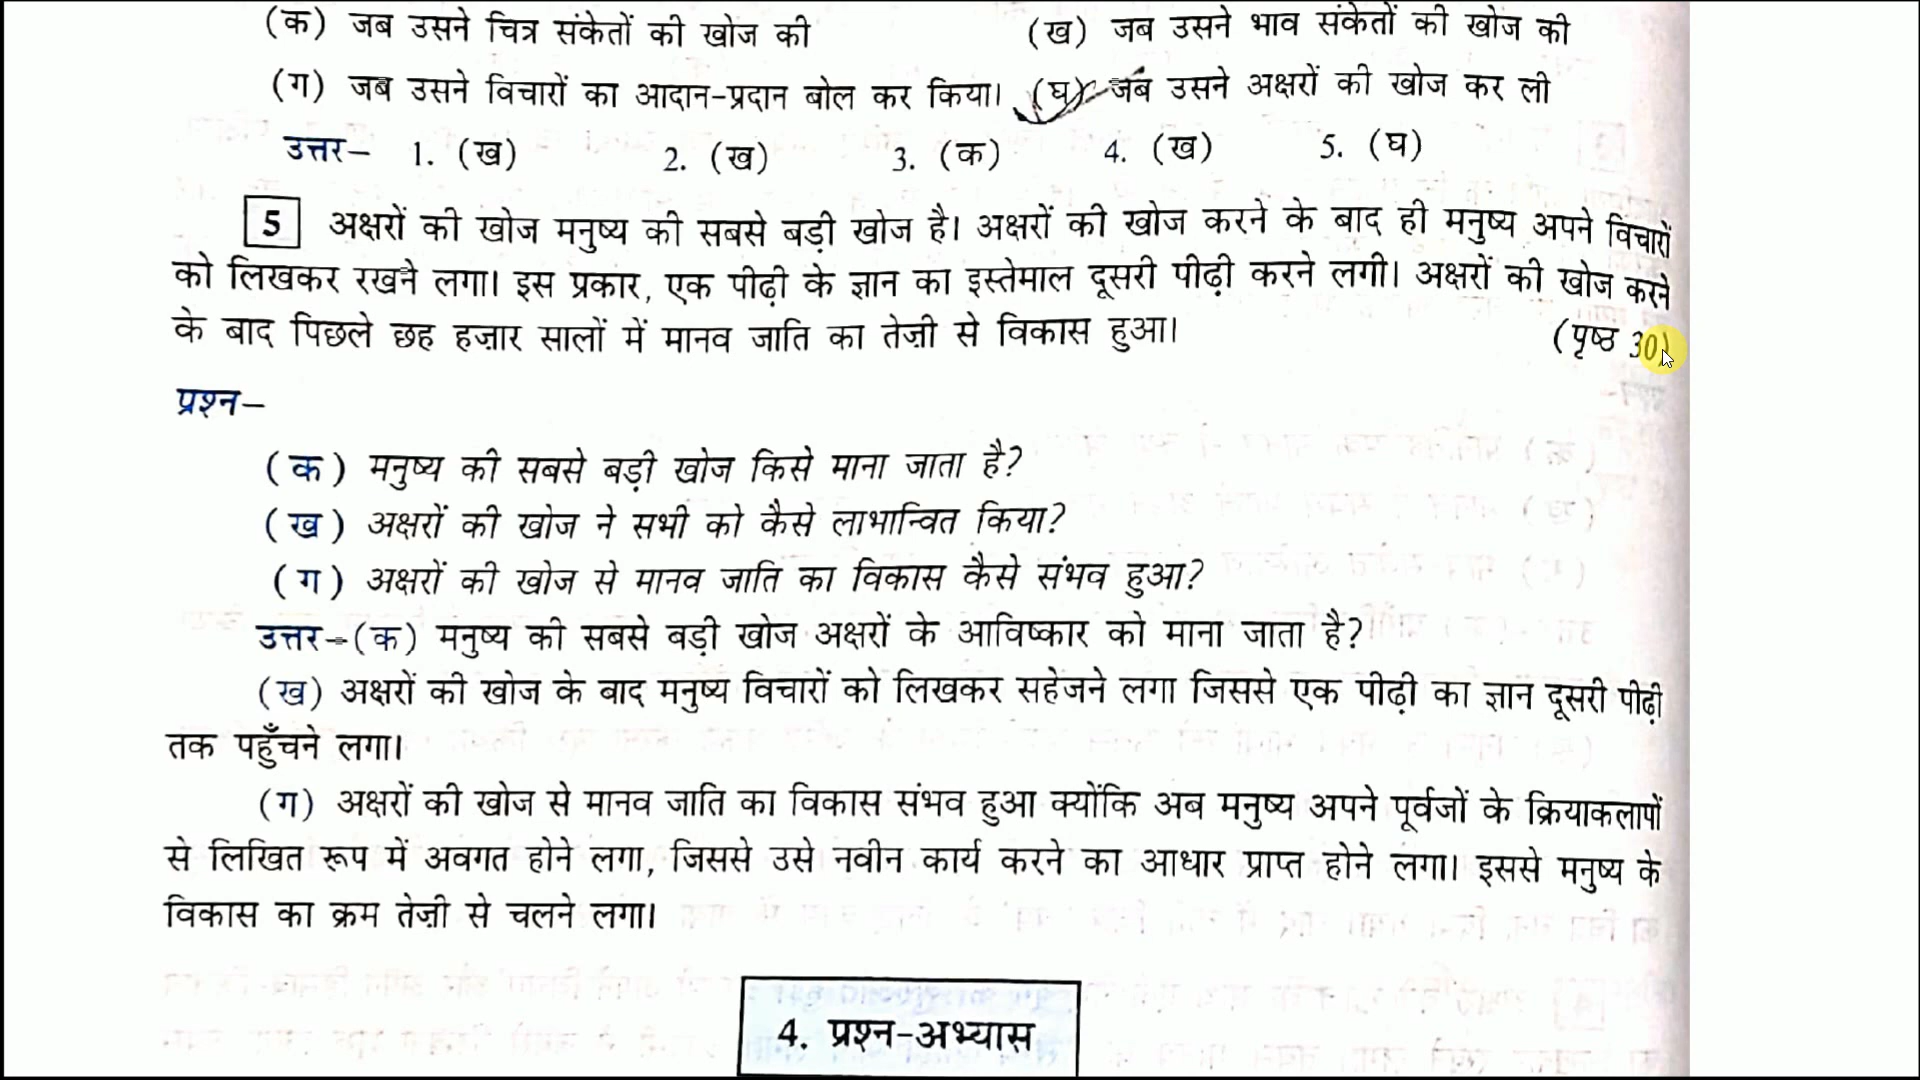 (क) जब उसने चित्र संकेतों की खोज की (ख) जब उसने भाव संकेतों की खोज की
(ग) जब उसने विचारों का आदान-प्रदान बोल कर किया। (घ) जब उसने अक्षरों की खोज कर ली
उत्तर– 1. (ख) 2. (ख) 3. (क) 4. (ख) 5. (घ)
5 अक्षरों की खोज मनुष्य की सबसे बड़ी खोज है। अक्षरों की खोज करने के बाद ही मनुष्य अपने विचारों
को लिखकर रखने लगा। इस प्रकार, एक पीढ़ी के ज्ञान का इस्तेमाल दूसरी पीढ़ी करने लगी। अक्षरों की खोज करने
के बाद पिछले छह हज़ार सालों में मानव जाति का तेज़ी से विकास हुआ। (पृष्ठ 30)
प्रश्न–
(क) मनुष्य की सबसे बड़ी खोज किसे माना जाता है?
(ख) अक्षरों की खोज ने सभी को कैसे लाभान्वित किया?
(ग) अक्षरों की खोज से मानव जाति का विकास कैसे संभव हुआ?
उत्तर–(क) मनुष्य की सबसे बड़ी खोज अक्षरों के आविष्कार को माना जाता है?
(ख) अक्षरों की खोज के बाद मनुष्य विचारों को लिखकर सहेजने लगा जिससे एक पीढ़ी का ज्ञान दूसरी पीढ़ी
तक पहुँचने लगा।
(ग) अक्षरों की खोज से मानव जाति का विकास संभव हुआ क्योंकि अब मनुष्य अपने पूर्वजों के क्रियाकलापों
से लिखित रूप में अवगत होने लगा, जिससे उसे नवीन कार्य करने का आधार प्राप्त होने लगा। इससे मनुष्य के
विकास का क्रम तेज़ी से चलने लगा।
4. प्रश्न-अभ्यास